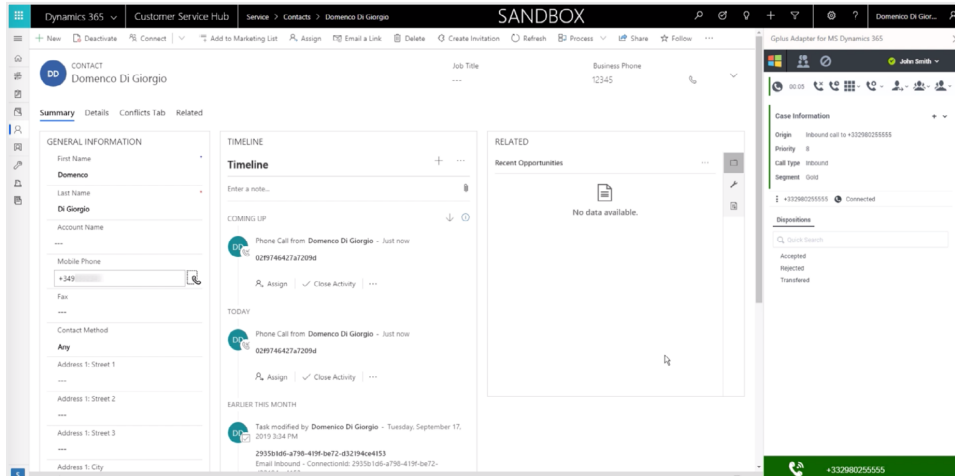 Dynamics 365
Customer Service Hub
Service > Contacts > Domenco Di Giorgio
SANDBOX
Domenico Di Gior...
+ New
Deactivate
Connect
Add to Marketing List
Assign
Email a Link
Delete
Create Invitation
Refresh
Process
Share
Follow
...
DD
CONTACT
Domenco Di Giorgio
Job Title
---
Business Phone
12345
Summary
Details
Conflicts Tab
Related
GENERAL INFORMATION
First Name *
Domenco
Last Name *
Di Giorgio
Account Name
---
Mobile Phone
+349
Fax
---
Contact Method
Any
Address 1: Street 1
---
Address 1: Street 2
---
Address 1: Street 3
---
Address 1: City
S
TIMELINE
Timeline
Enter a note...
COMING UP
DD
Phone Call from Domenco Di Giorgio - Just now
02f9746427a7209d
Assign
Close Activity
...
TODAY
DD
Phone Call from Domenco Di Giorgio - Just now
02f9746427a7209d
Assign
Close Activity
...
EARLIER THIS MONTH
DD
Task modified by Domenco Di Giorgio - Tuesday, September 17,
2019 3:34 PM
2935b1d6-a798-419f-be72-d32f94ce4153
Email Inbound - ConnectionId: 2935b1d6-a798-419f-be72-
RELATED
Recent Opportunities
...
No data available.
Gplus Adapter for MS Dynamics 365
John Smith
00:05
Case Information
Origin Inbound call to +332980255555
Priority 8
Call Type Inbound
Segment Gold
+332980255555 Connected
Dispositions
Quick Search
Accepted
Rejected
Transfered
+332980255555